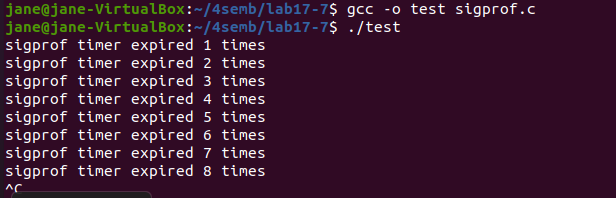 jane@jane-VirtualBox:~/4semb/lab17-7$ gcc -o test sigprof.c
jane@jane-VirtualBox:~/4semb/lab17-7$ ./test
sigprof timer expired 1 times
sigprof timer expired 2 times
sigprof timer expired 3 times
sigprof timer expired 4 times
sigprof timer expired 5 times
sigprof timer expired 6 times
sigprof timer expired 7 times
sigprof timer expired 8 times
^C